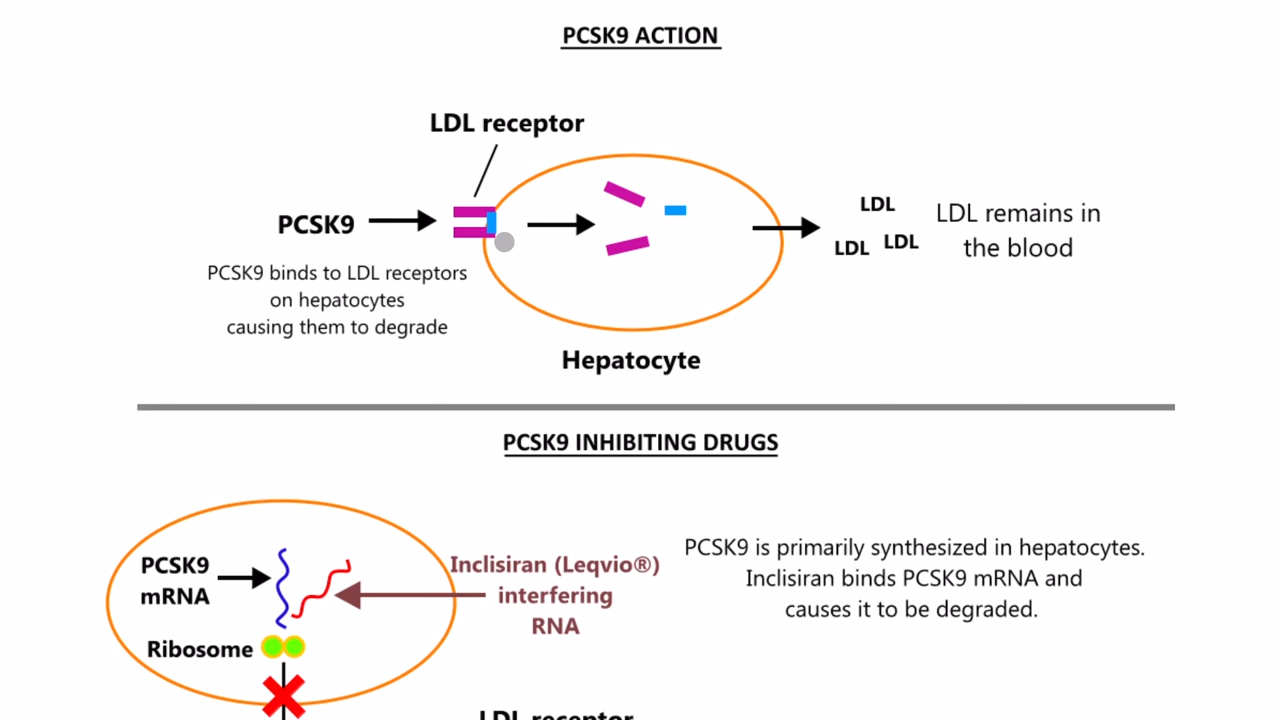 PCSK9 ACTION
LDL receptor
PCSK9
PCSK9 binds to LDL receptors
on hepatocytes
causing them to degrade
LDL
LDL
LDL
LDL remains in
the blood
Hepatocyte
PCSK9 INHIBITING DRUGS
PCSK9
mRNA
Ribosome
Inclisiran (Leqvio®)
interfering
RNA
PCSK9 is primarily synthesized in hepatocytes.
Inclisiran binds PCSK9 mRNA and
causes it to be degraded.
LDL receptor